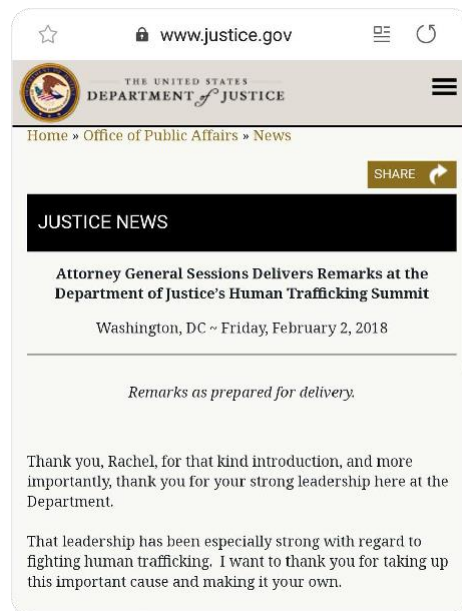 www.justice.gov
THE UNITED STATES
DEPARTMENT of JUSTICE
Home » Office of Public Affairs » News
SHARE
JUSTICE NEWS
Attorney General Sessions Delivers Remarks at the
Department of Justice’s Human Trafficking Summit
Washington, DC ~ Friday, February 2, 2018
Remarks as prepared for delivery.
Thank you, Rachel, for that kind introduction, and more
importantly, thank you for your strong leadership here at the
Department.
That leadership has been especially strong with regard to
fighting human trafficking.  I want to thank you for taking up
this important cause and making it your own.